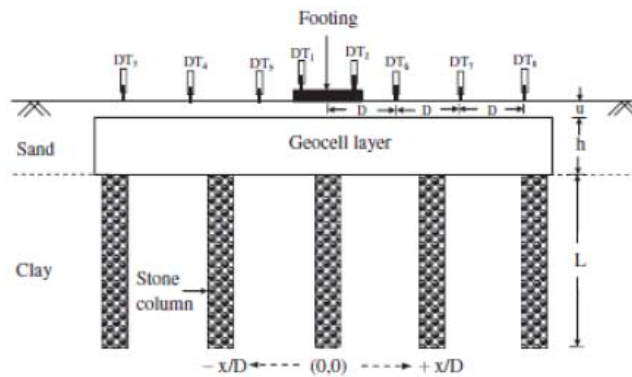 Footing
DT₃ DT₄ DT₅ DT₁ DT₂ DT₆ DT₇ DT₈
D D D u
Sand Geocell layer h
Clay Stone column L
– x/D (0,0) + x/D